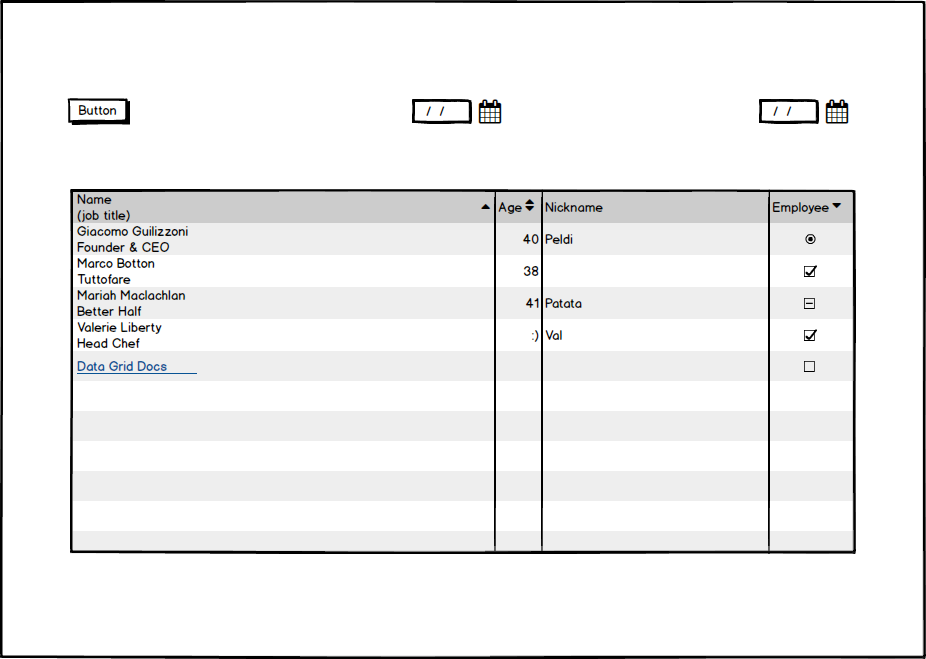 Button
/ /
/ /
Name
(job title)
Age
Nickname
Employee
Giacomo Guilizzoni
Founder & CEO
40
Peldi
Marco Botton
Tuttofare
38
Mariah Maclachlan
Better Half
41
Patata
Valerie Liberty
Head Chef
:)
Val
Data Grid Docs